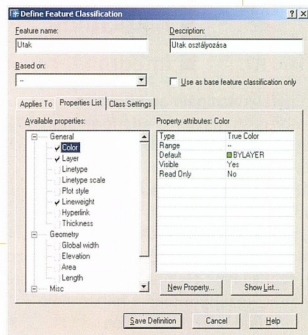 Define Feature Classification
Feature name:
Description:
Utak
Utak osztályozása
Based on:
--
Use as base feature classification only
Applies To
Properties List
Class Settings
Available properties:
Property attributes: Color
General
Color
Layer
Linetype
Linetype scale
Plot style
Lineweight
Hyperlink
Thickness
Geometry
Global width
Elevation
Area
Length
Misc
Type True Color
Range --
Default BYLAYER
Visible Yes
Read Only No
New Property...
Show List...
Save Definition
Cancel
Help